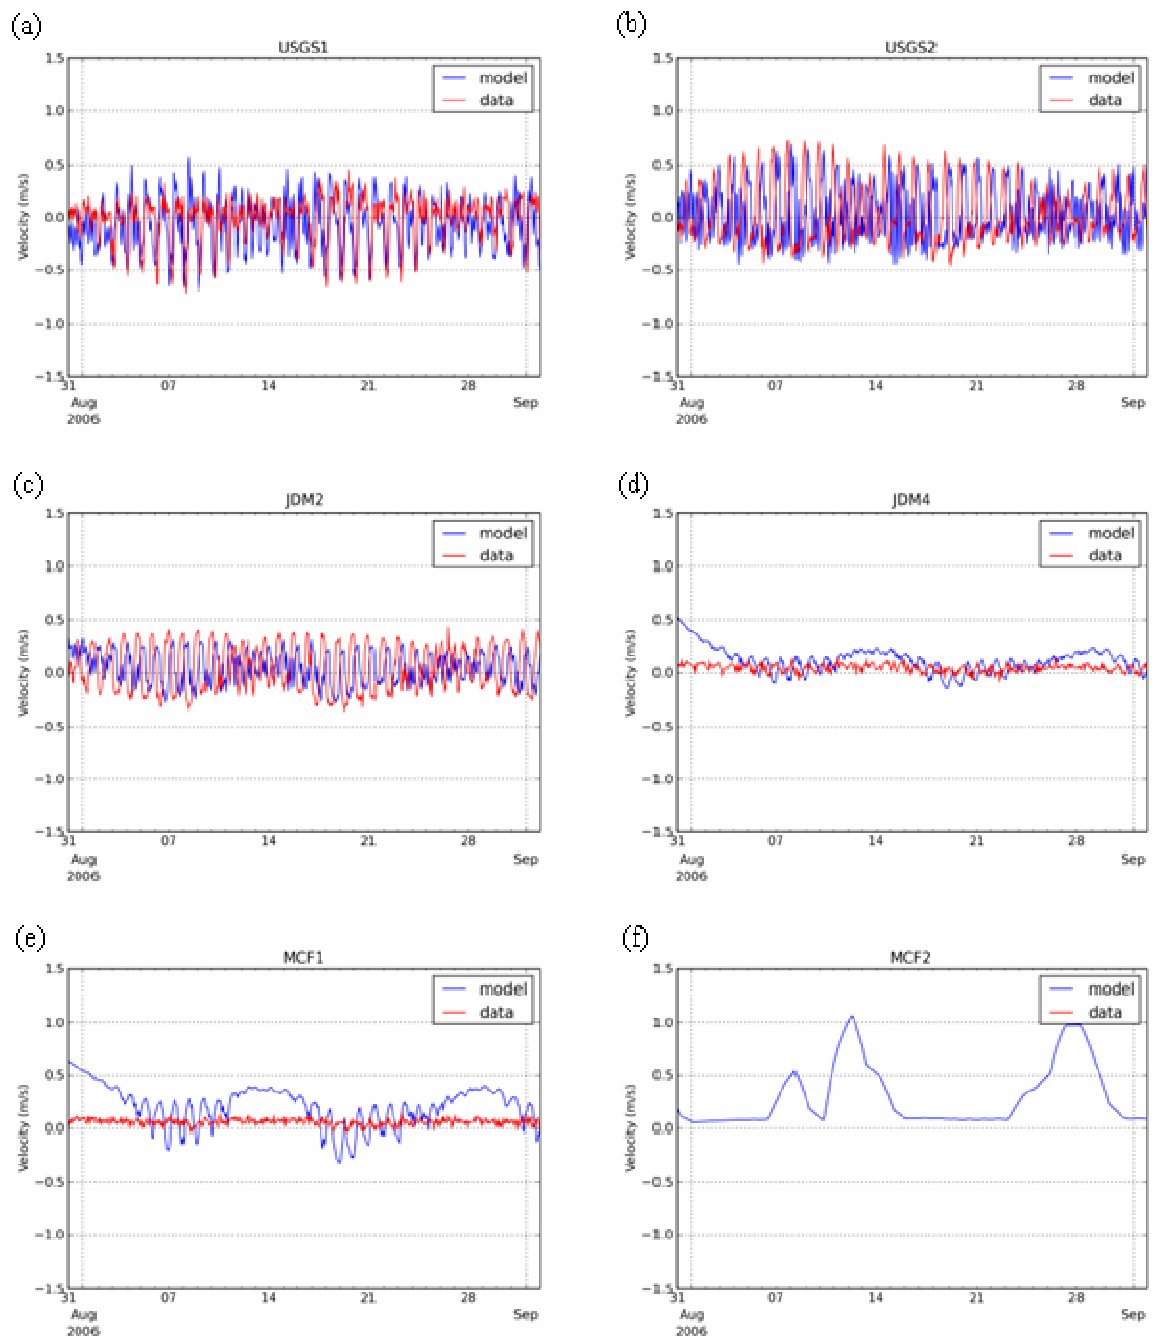 (a)
USGS1
1.5
1.0
0.5
0.0
−0.5
−1.0
−1.5
Velocity (m/s)
model
data
31 07 14 21 28
Aug Sep
2006
(b)
USGS2
1.5
1.0
0.5
0.0
−0.5
−1.0
−1.5
Velocity (m/s)
model
data
31 07 14 21 28
Aug Sep
2006
(c)
JDM2
1.5
1.0
0.5
0.0
−0.5
−1.0
−1.5
Velocity (m/s)
model
data
31 07 14 21 28
Aug Sep
2006
(d)
JDM4
1.5
1.0
0.5
0.0
−0.5
−1.0
−1.5
Velocity (m/s)
model
data
31 07 14 21 28
Aug Sep
2006
(e)
MCF1
1.5
1.0
0.5
0.0
−0.5
−1.0
−1.5
Velocity (m/s)
model
data
31 07 14 21 28
Aug Sep
2006
(f)
MCF2
1.5
1.0
0.5
0.0
−0.5
−1.0
−1.5
Velocity (m/s)
model
data
31 07 14 21 28
Aug Sep
2006